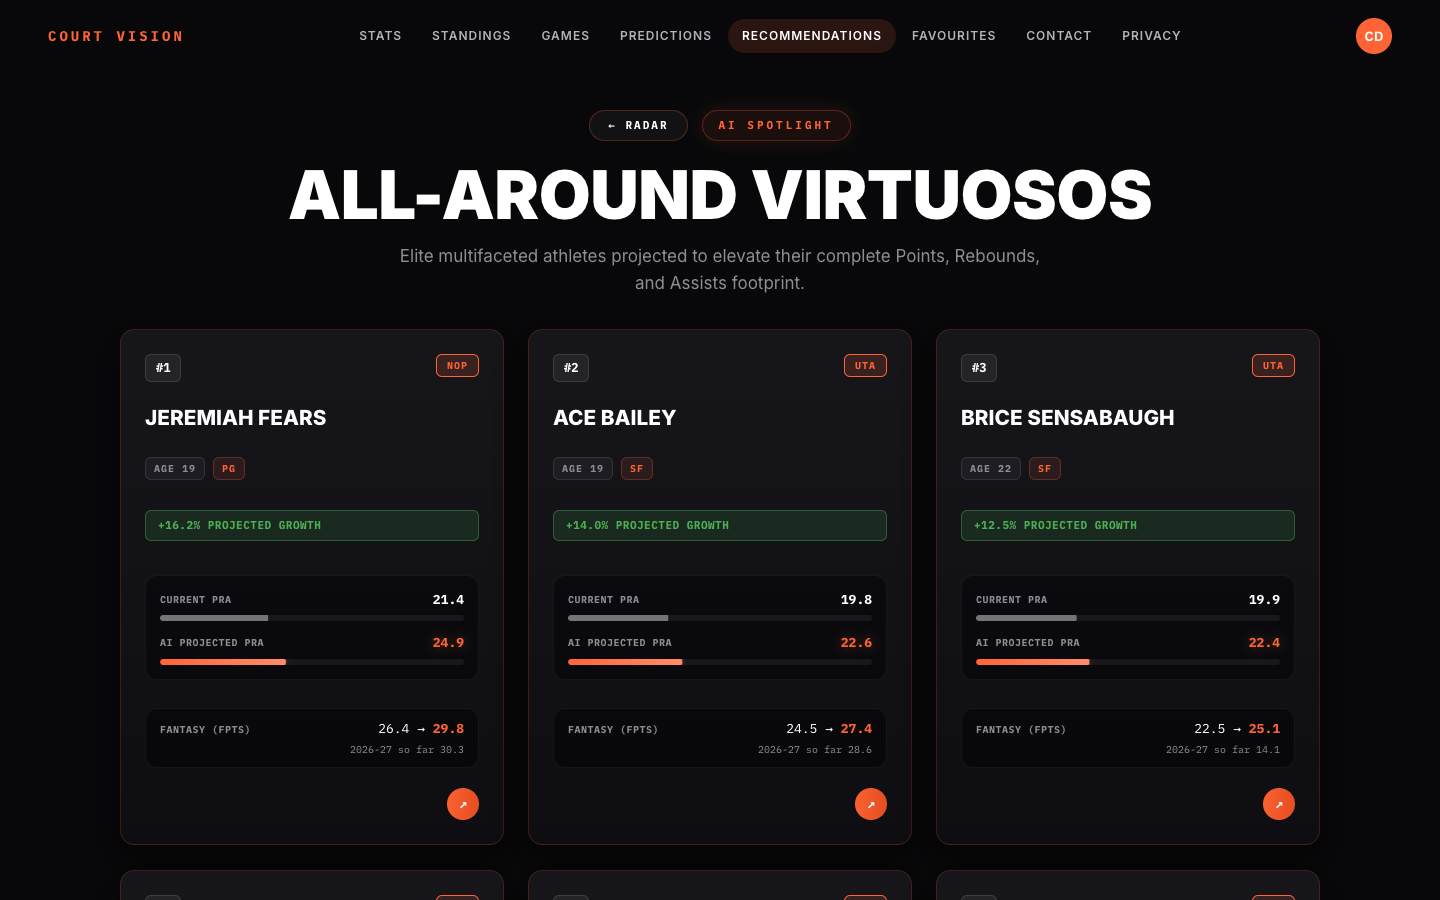 COURT VISION
STATS
STANDINGS
GAMES
PREDICTIONS
RECOMMENDATIONS
FAVOURITES
CONTACT
PRIVACY
CD
← RADAR
AI SPOTLIGHT
ALL-AROUND VIRTUOSOS
Elite multifaceted athletes projected to elevate their complete Points, Rebounds,
and Assists footprint.
#1
NOP
JEREMIAH FEARS
AGE 19
PG
+16.2% PROJECTED GROWTH
CURRENT PRA 21.4
AI PROJECTED PRA 24.9
FANTASY (FPTS) 26.4 → 29.8
2026-27 so far 30.3
↗
#2
UTA
ACE BAILEY
AGE 19
SF
+14.0% PROJECTED GROWTH
CURRENT PRA 19.8
AI PROJECTED PRA 22.6
FANTASY (FPTS) 24.5 → 27.4
2026-27 so far 28.6
↗
#3
UTA
BRICE SENSABAUGH
AGE 22
SF
+12.5% PROJECTED GROWTH
CURRENT PRA 19.9
AI PROJECTED PRA 22.4
FANTASY (FPTS) 22.5 → 25.1
2026-27 so far 14.1
↗